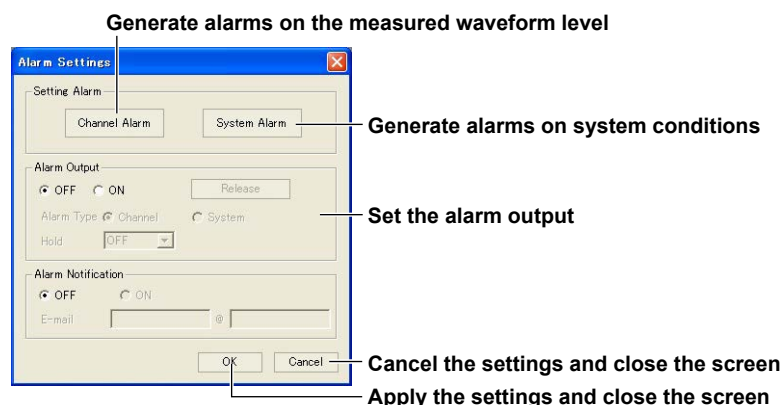 Generate alarms on the measured waveform level
Alarm Settings
Setting Alarm
Channel Alarm System Alarm
Generate alarms on system conditions
Alarm Output
OFF ON Release
Alarm Type Channel System
Set the alarm output
Hold OFF
Alarm Notification
OFF ON
E-mail @
OK Cancel
Cancel the settings and close the screen
Apply the settings and close the screen